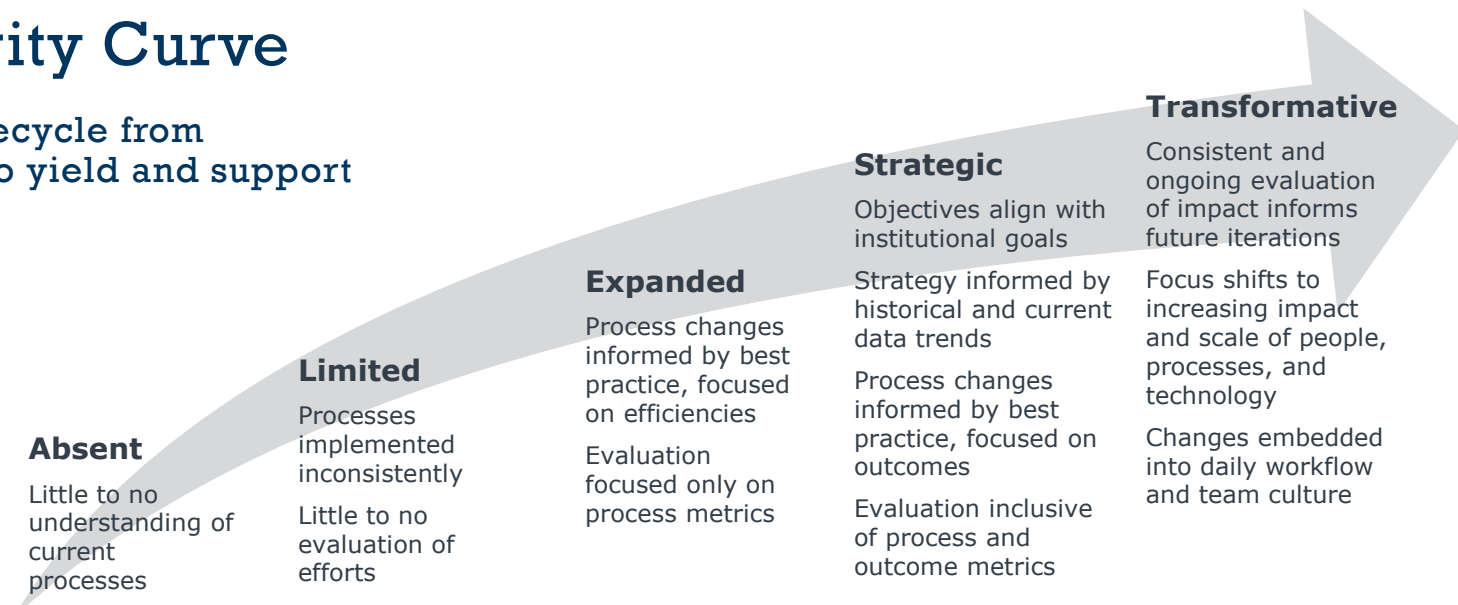 ity Curve
ecycle from
o yield and support
Absent
Little to no
understanding of
current
processes
Limited
Processes
implemented
inconsistently
Little to no
evaluation of
efforts
Expanded
Process changes
informed by best
practice, focused
on efficiencies
Evaluation
focused only on
process metrics
Strategic
Objectives align with
institutional goals
Strategy informed by
historical and current
data trends
Process changes
informed by best
practice, focused on
outcomes
Evaluation inclusive
of process and
outcome metrics
Transformative
Consistent and
ongoing evaluation
of impact informs
future iterations
Focus shifts to
increasing impact
and scale of people,
processes, and
technology
Changes embedded
into daily workflow
and team culture